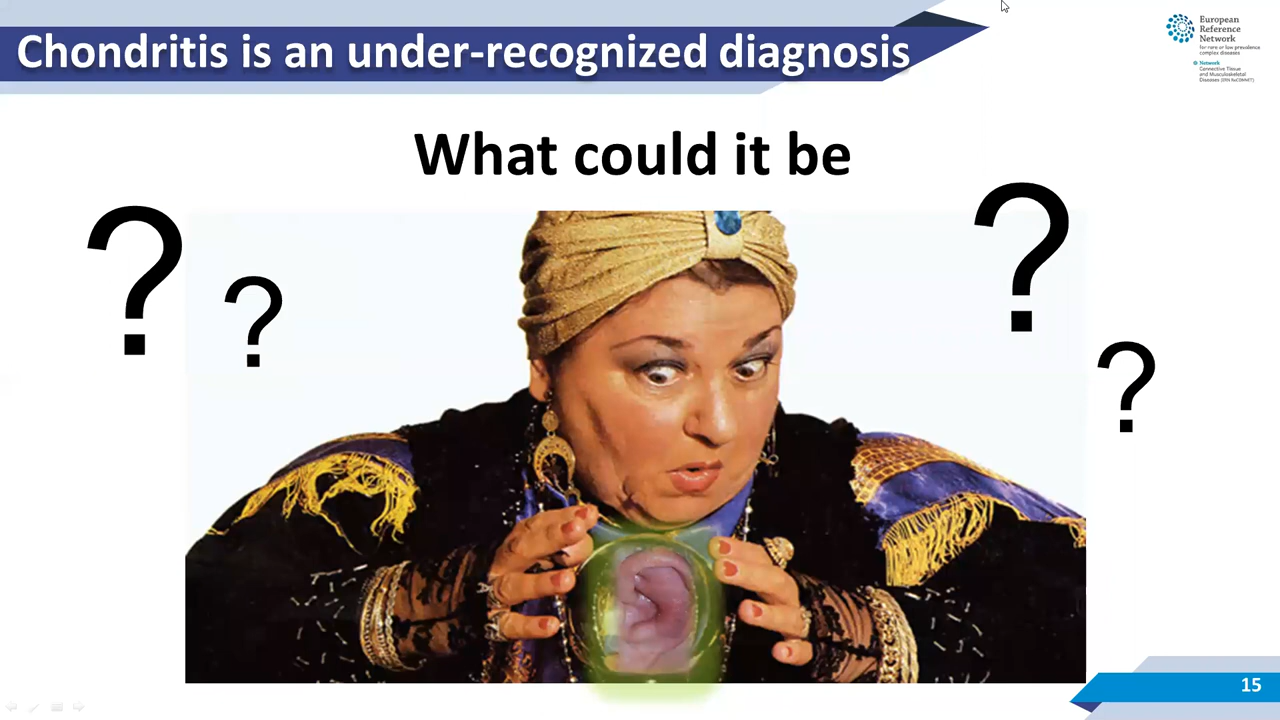 Chondritis is an under-recognized diagnosis
European
Reference
Network
for rare or low prevalence
complex diseases
Network
Connective Tissue
and Musculoskeletal
Diseases (ERN ReCONNET)
What could it be
?
?
?
?
15